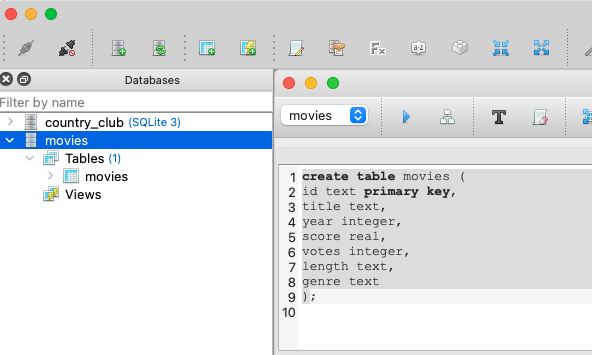 Fx
a-z
Databases
Filter by name
country_club (SQLite 3)
movies
Tables (1)
movies
Views
movies
T
1 create table movies (
2 id text primary key,
3 title text,
4 year integer,
5 score real,
6 votes integer,
7 length text,
8 genre text
9 );
10